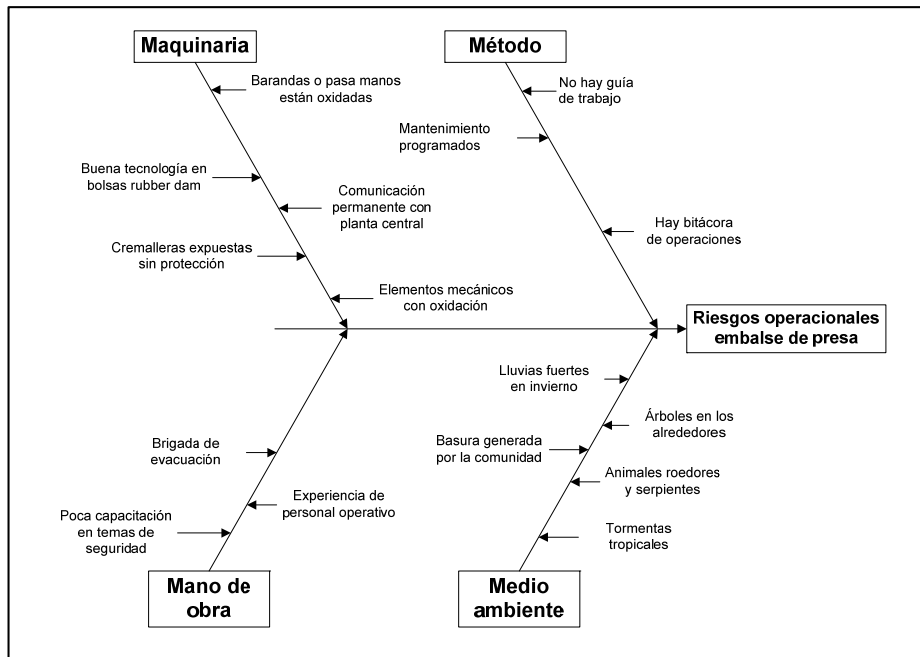 Maquinaria
Método
Barandas o pasa manos
están oxidadas
No hay guía
de trabajo
Mantenimiento
programados
Buena tecnología en
bolsas rubber dam
Comunicación
permanente con
planta central
Hay bitácora
de operaciones
Cremalleras expuestas
sin protección
Elementos mecánicos
con oxidación
Riesgos operacionales
embalse de presa
Lluvias fuertes
en invierno
Árboles en los
alrededores
Brigada de
evacuación
Basura generada
por la comunidad
Animales roedores
y serpientes
Experiencia de
personal operativo
Poca capacitación
en temas de
seguridad
Tormentas
tropicales
Mano de
obra
Medio
ambiente